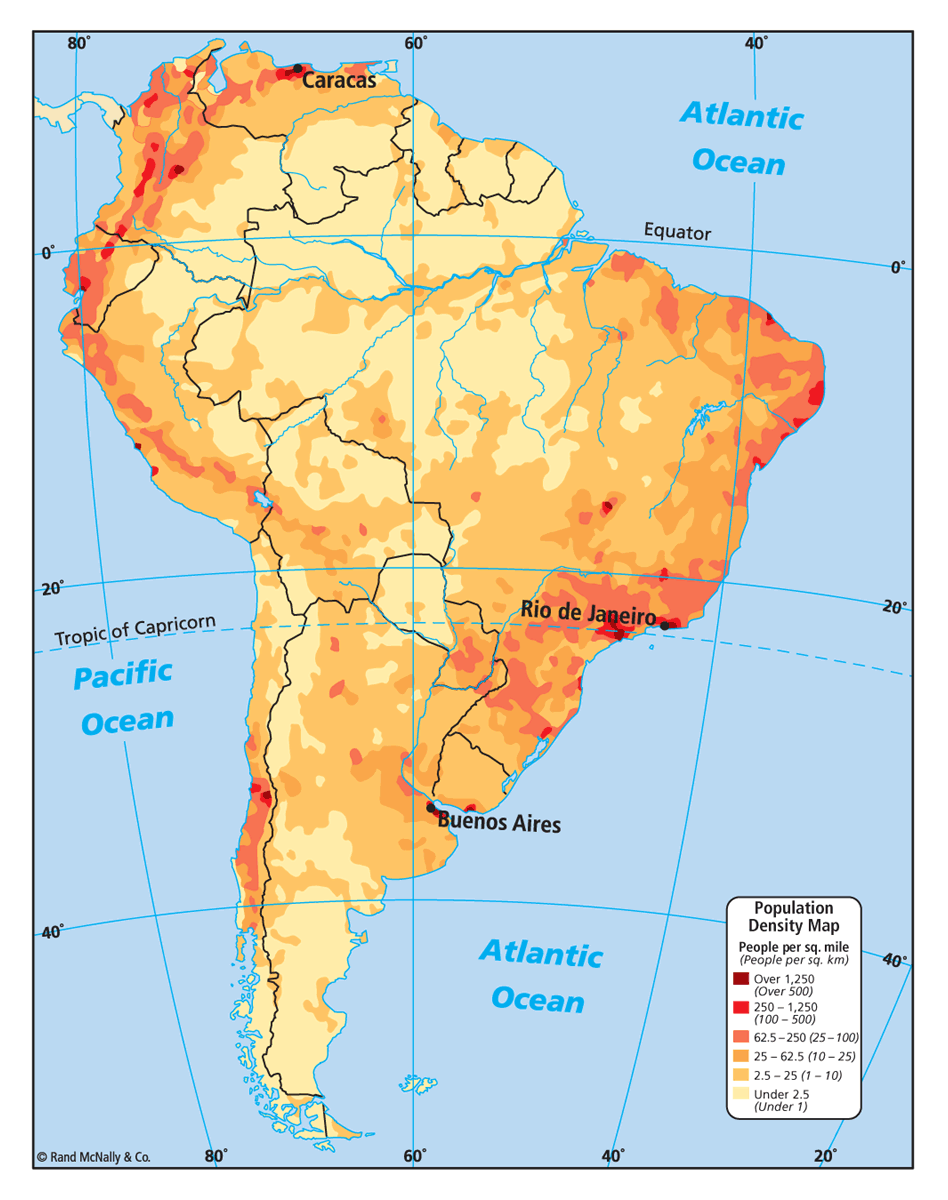 80°
60°
40°
Caracas
Atlantic
Ocean
Equator
0°
0°
20°
20°
Rio de Janeiro
Tropic of Capricorn
Pacific
Ocean
Buenos Aires
40°
40°
Atlantic
Ocean
Population
Density Map
People per sq. mile
(People per sq. km)
Over 1,250
(Over 500)
250 – 1,250
(100 – 500)
62.5 – 250 (25 – 100)
25 – 62.5 (10 – 25)
2.5 – 25 (1 – 10)
Under 2.5
(Under 1)
© Rand McNally & Co.
80°
60°
40°
20°